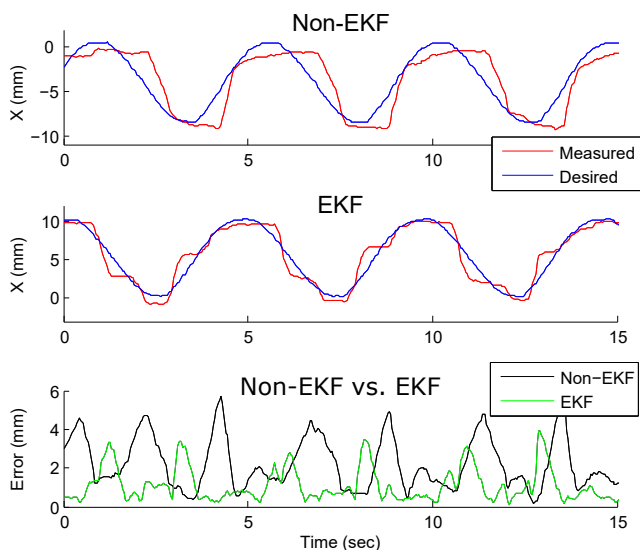 Non-EKF
0
−5
−10
X (mm)
0
5
10
Measured
Desired
EKF
10
5
0
X (mm)
0
5
10
15
Non-EKF vs. EKF
Non−EKF
EKF
6
4
2
0
Error (mm)
0
5
10
15
Time (sec)